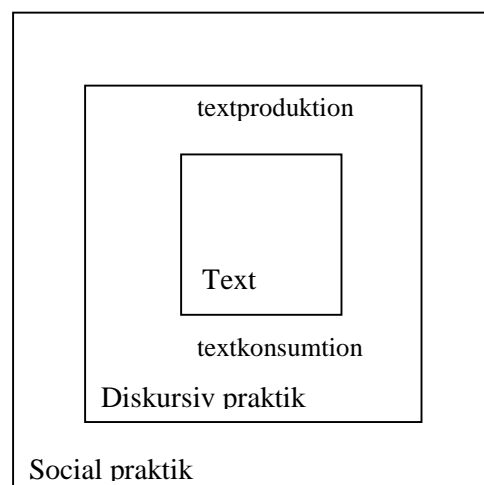 textproduktion
Text
textkonsumtion
Diskursiv praktik
Social praktik